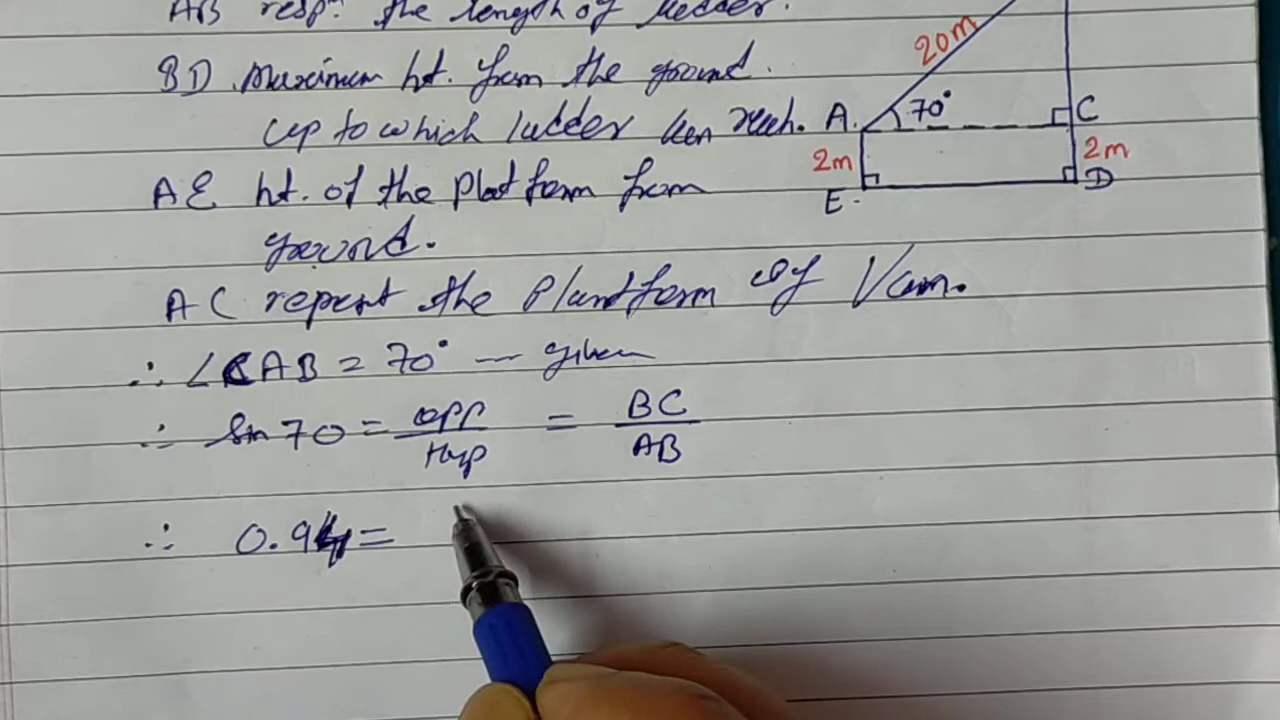 AB resp. the length of ladder.
20m
BD maximum ht. from the ground.
up to which ladder can reach.
A. 70° C
2m 2m
AE ht. of the platform from
E. D
ground.
AC repent the Plantform of Van.
∴ ∠CAB = 70° — given
∴ Sin 70 = opp/Hyp = BC/AB
∴ 0.94 =